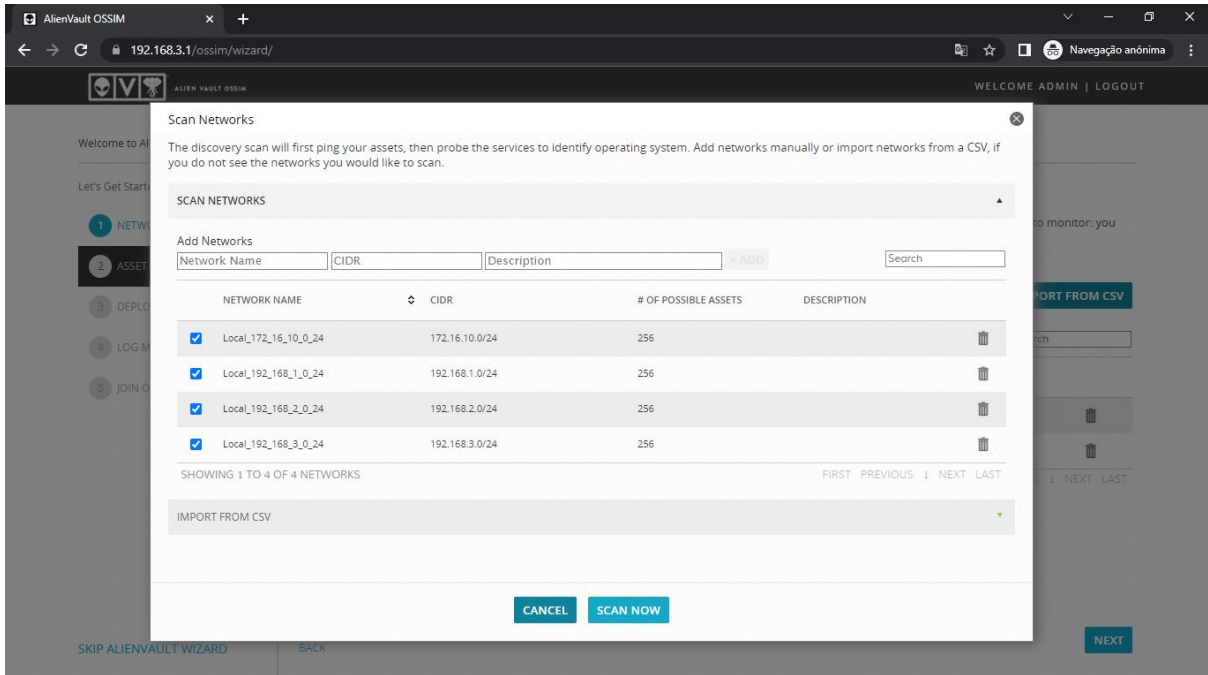 AlienVault OSSIM
192.168.3.1/ossim/wizard/
Navegação anónima
ALIEN VAULT OSSIM
WELCOME ADMIN | LOGOUT
Scan Networks
Welcome to Al
The discovery scan will first ping your assets, then probe the services to identify operating system. Add networks manually or import networks from a CSV, if
you do not see the networks you would like to scan.
Let's Get Starte
SCAN NETWORKS
1 NETW
to monitor: you
Add Networks
Network Name CIDR Description + ADD Search
2 ASSET
NETWORK NAME CIDR # OF POSSIBLE ASSETS DESCRIPTION
PORT FROM CSV
3 DEPLO
Local_172_16_10_0_24 172.16.10.0/24 256
4 LOG M
rch
Local_192_168_1_0_24 192.168.1.0/24 256
5 JOIN O
Local_192_168_2_0_24 192.168.2.0/24 256
Local_192_168_3_0_24 192.168.3.0/24 256
SHOWING 1 TO 4 OF 4 NETWORKS FIRST PREVIOUS 1 NEXT LAST
1 NEXT LAST
IMPORT FROM CSV
CANCEL SCAN NOW
SKIP ALIENVAULT WIZARD BACK NEXT